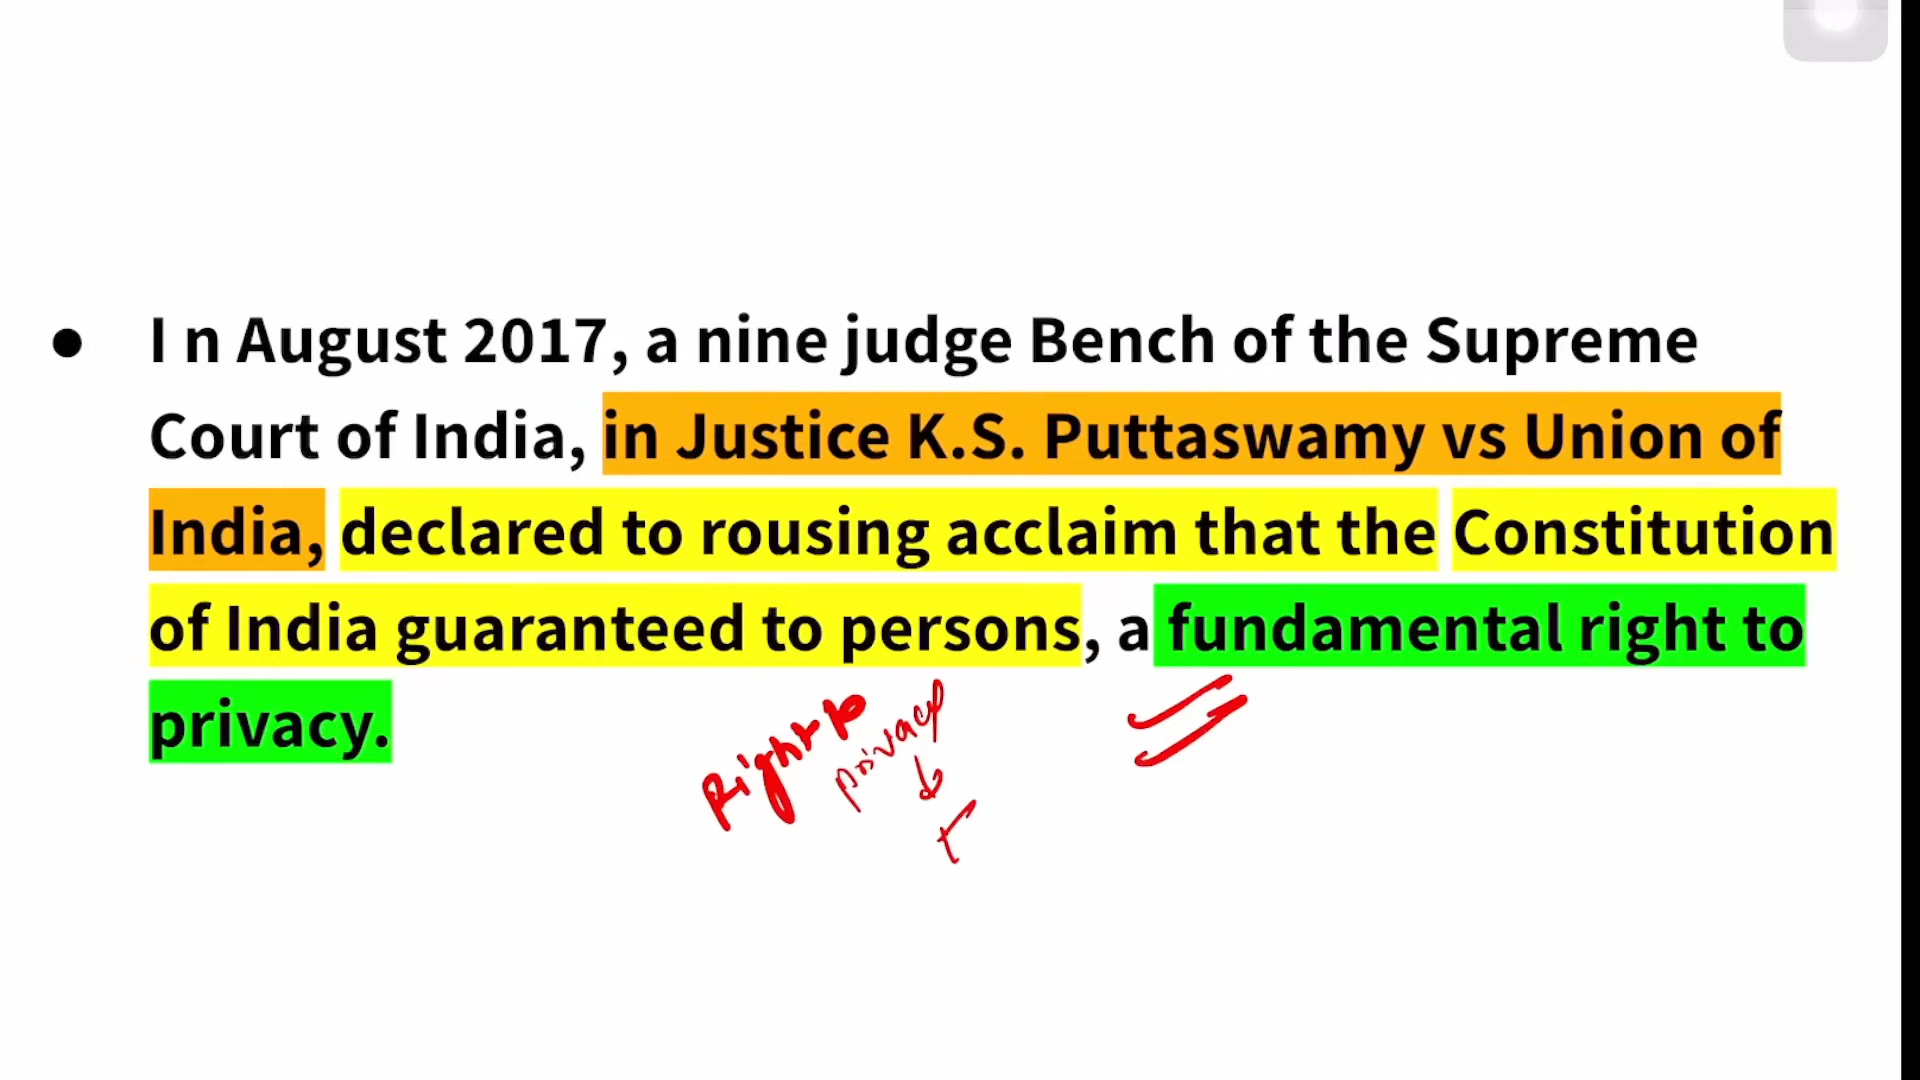 ● I n August 2017, a nine judge Bench of the Supreme
Court of India, in Justice K.S. Puttaswamy vs Union of
India, declared to rousing acclaim that the Constitution
of India guaranteed to persons, a fundamental right to
privacy.
Right to
privacy